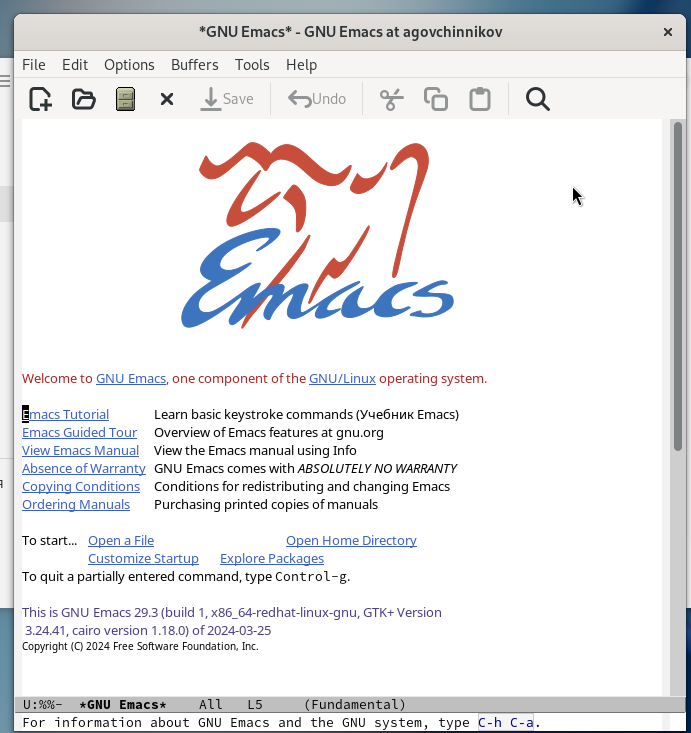 *GNU Emacs* - GNU Emacs at agovchinnikov
File Edit Options Buffers Tools Help
Save Undo
Emacs
Welcome to GNU Emacs, one component of the GNU/Linux operating system.
Emacs Tutorial Learn basic keystroke commands (Учебник Emacs)
Emacs Guided Tour Overview of Emacs features at gnu.org
View Emacs Manual View the Emacs manual using Info
Absence of Warranty GNU Emacs comes with ABSOLUTELY NO WARRANTY
Copying Conditions Conditions for redistributing and changing Emacs
я
Ordering Manuals Purchasing printed copies of manuals
To start... Open a File Open Home Directory
Customize Startup Explore Packages
To quit a partially entered command, type Control-g.
This is GNU Emacs 29.3 (build 1, x86_64-redhat-linux-gnu, GTK+ Version
3.24.41, cairo version 1.18.0) of 2024-03-25
Copyright (C) 2024 Free Software Foundation, Inc.
U:%%- *GNU Emacs* All L5 (Fundamental)
For information about GNU Emacs and the GNU system, type C-h C-a.